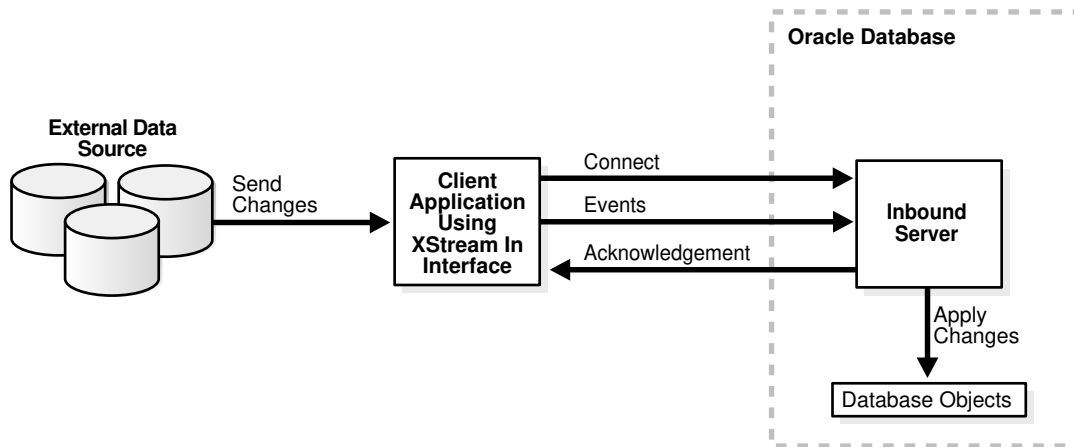 Oracle Database
External Data
Source
Send
Changes
Client
Application
Using
XStream In
Interface
Connect
Events
Acknowledgement
Inbound
Server
Apply
Changes
Database Objects